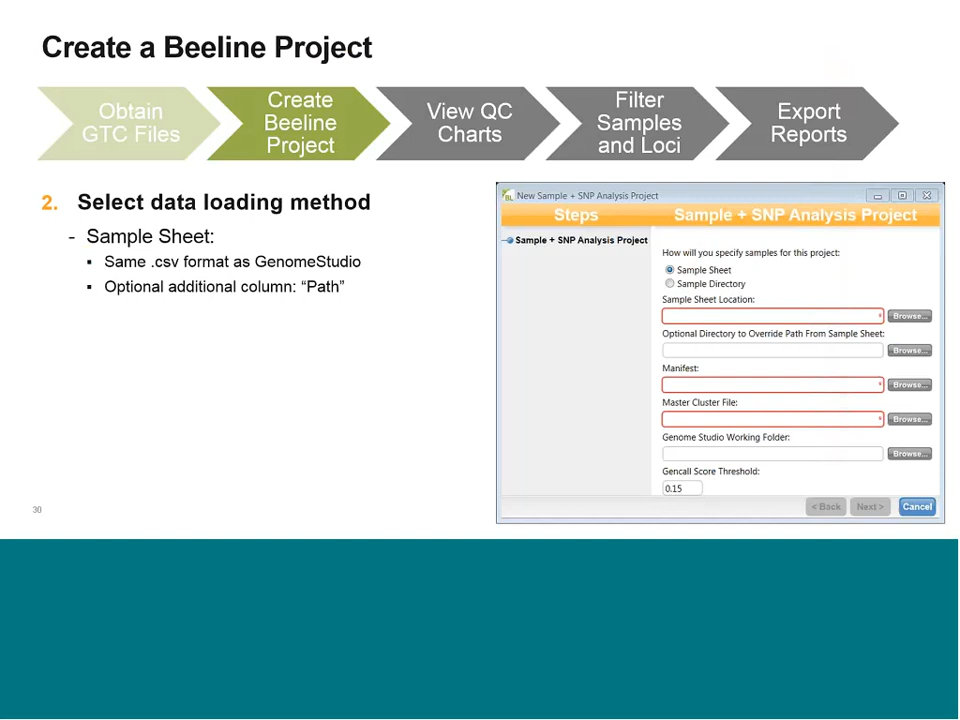 Create a Beeline Project
Obtain
GTC Files
Create
Beeline
Project
View QC
Charts
Filter
Samples
and Loci
Export
Reports
2. Select data loading method
- Sample Sheet:
▪ Same .csv format as GenomeStudio
▪ Optional additional column: “Path”
30
BL New Sample + SNP Analysis Project
Steps
Sample + SNP Analysis Project
Sample + SNP Analysis Project
How will you specify samples for this project:
Sample Sheet
Sample Directory
Sample Sheet Location:
* Browse...
Optional Directory to Override Path From Sample Sheet:
Browse...
Manifest:
* Browse...
Master Cluster File:
* Browse...
Genome Studio Working Folder:
Browse...
Gencall Score Threshold:
0.15
< Back Next > Cancel